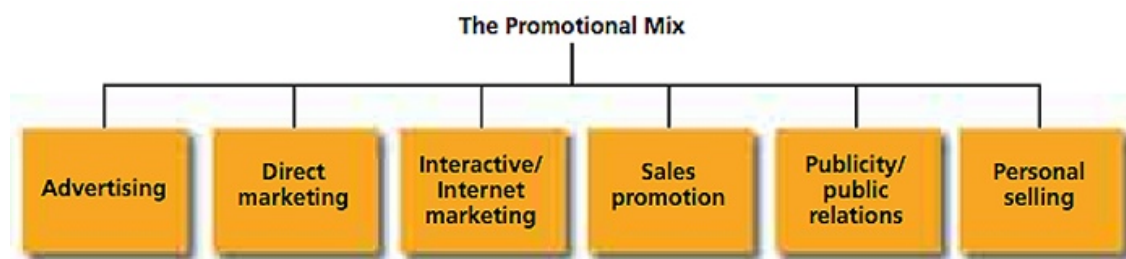 The Promotional Mix
Advertising
Direct
marketing
Interactive/
Internet
marketing
Sales
promotion
Publicity/
public
relations
Personal
selling